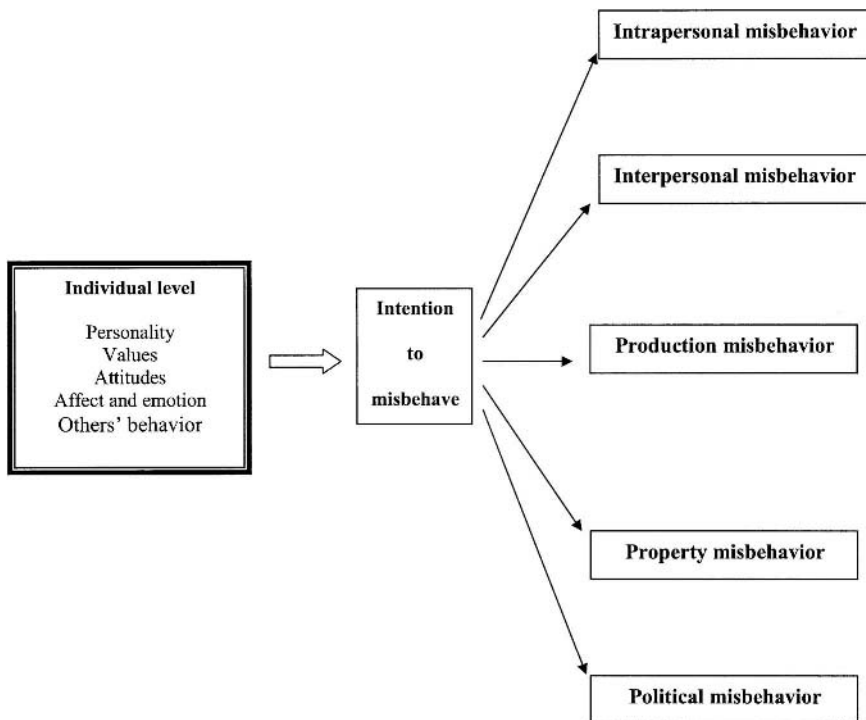 Individual level
Personality
Values
Attitudes
Affect and emotion
Others' behavior
Intention
to
misbehave
Intrapersonal misbehavior
Interpersonal misbehavior
Production misbehavior
Property misbehavior
Political misbehavior